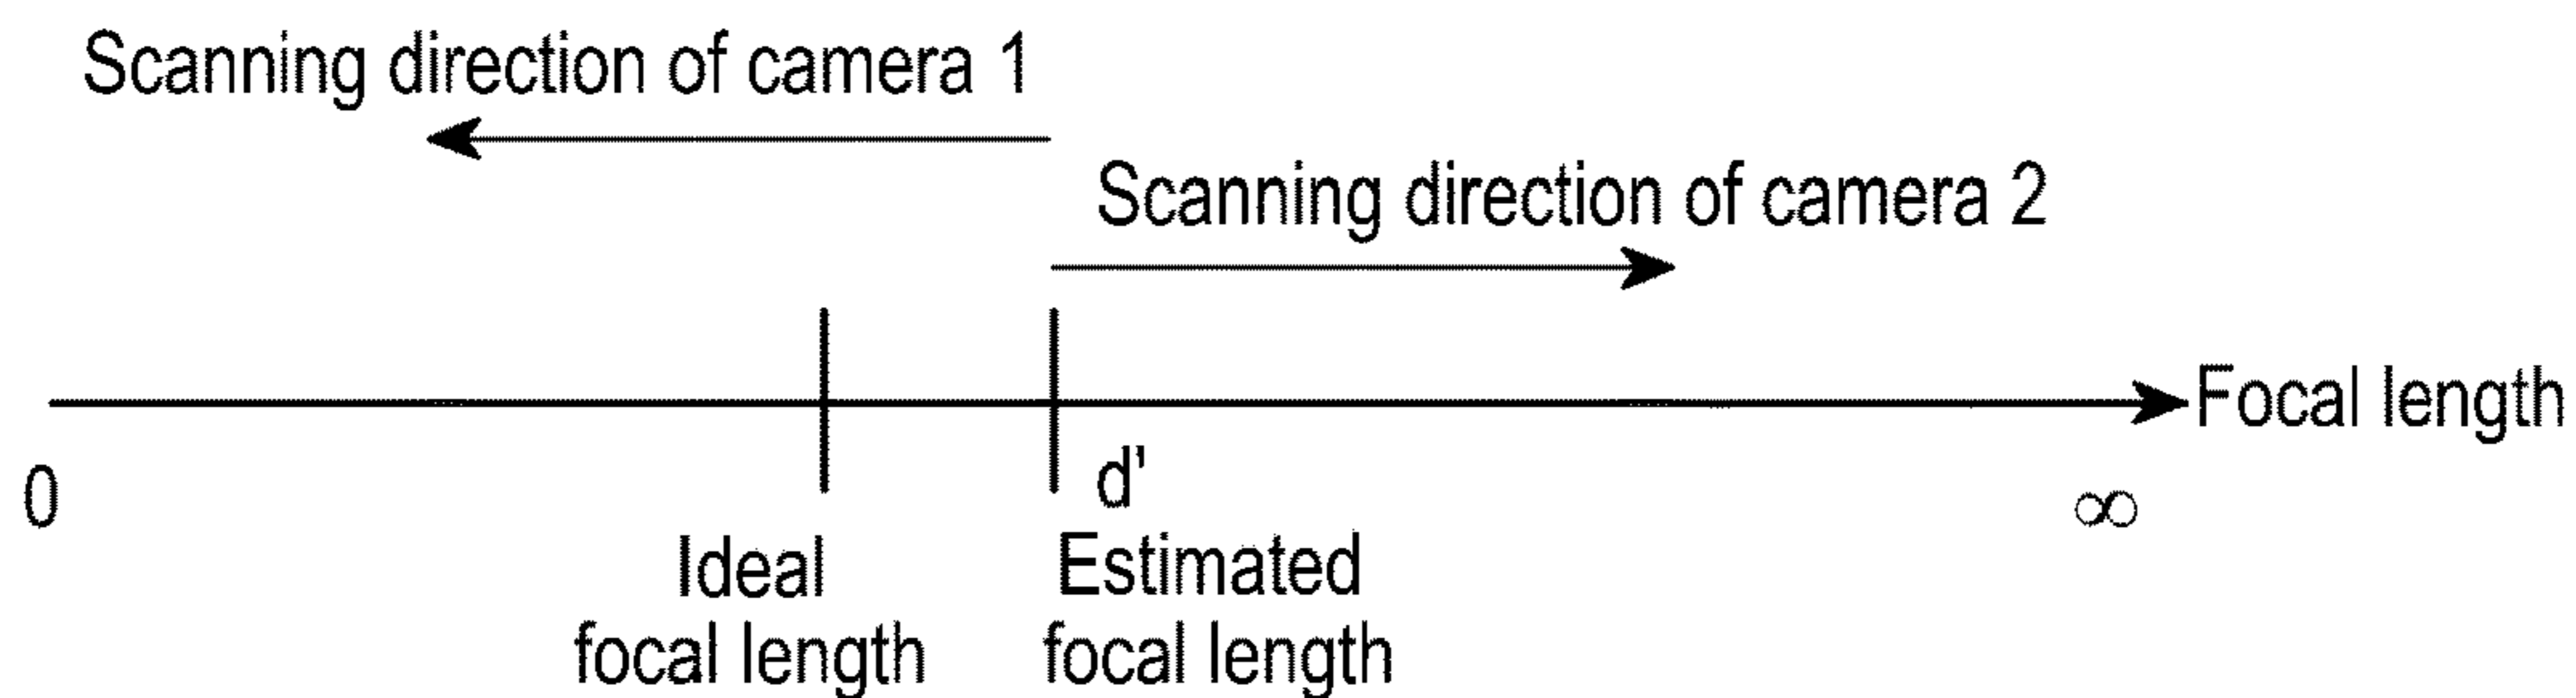 Scanning direction of camera 1
Scanning direction of camera 2
Focal length
0
d'
∞
Ideal
focal length
Estimated
focal length